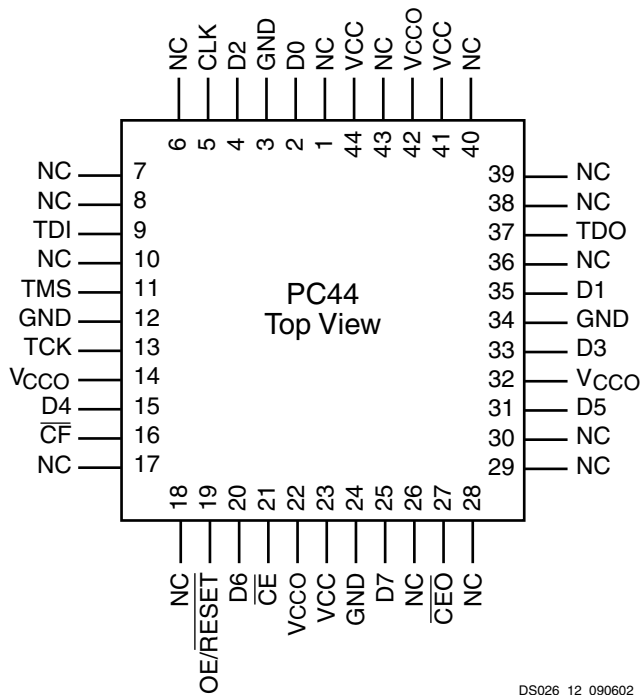 NC CLK D2 GND D0 NC VCC NC VCCO VCC NC
6 5 4 3 2 1 44 43 42 41 40
NC 7 39 NC
NC 8 38 NC
TDI 9 37 TDO
NC 10 36 NC
TMS 11 35 D1
GND 12 34 GND
TCK 13 33 D3
VCCO 14 32 VCCO
D4 15 31 D5
CF 16 30 NC
NC 17 29 NC
PC44
Top View
18 19 20 21 22 23 24 25 26 27 28
NC OE/RESET D6 CE VCCO VCC GND D7 NC CEO NC
DS026_12_090602